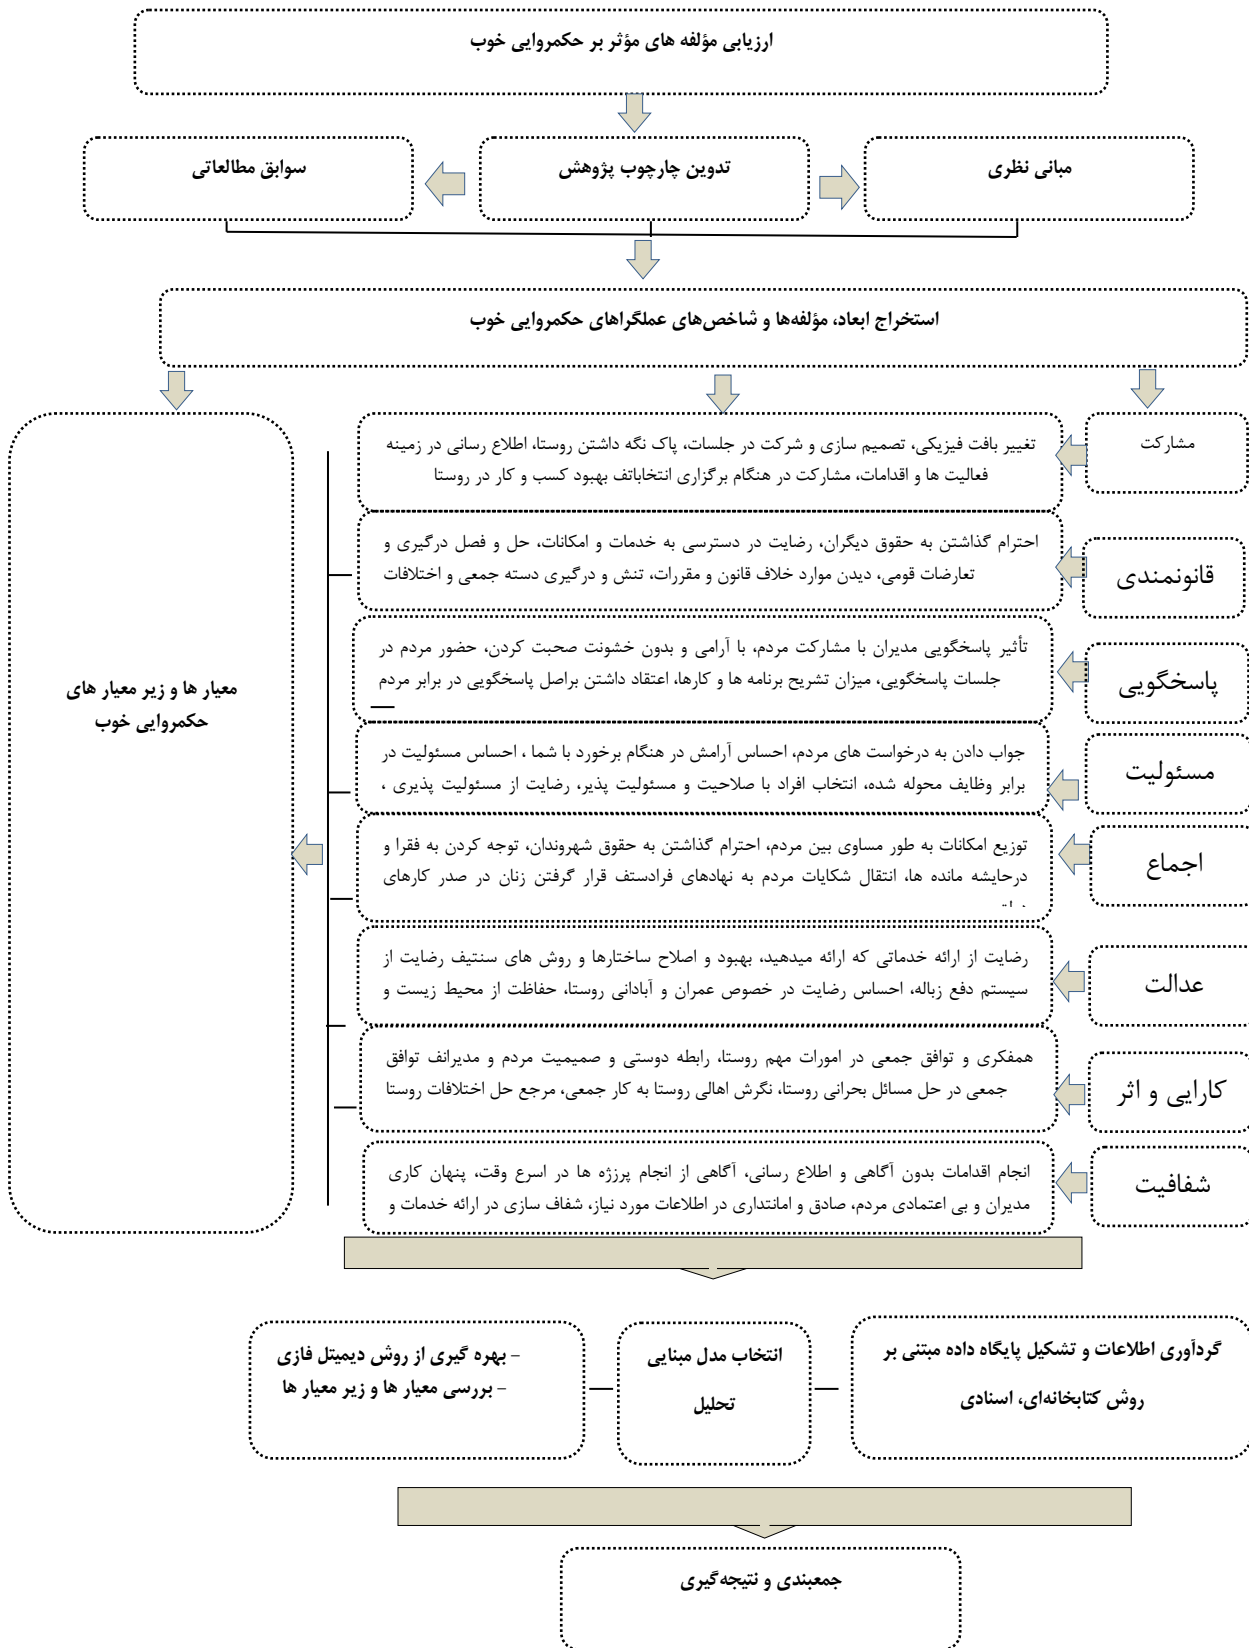 ارزیابی مؤلفه های مؤثر بر حکمروایی خوب
مبانی نظری
تدوین چارچوب پژوهش
سوابق مطالعاتی
استخراج ابعاد، مؤلفه‌ها و شاخص‌های عملگراهای حکمروایی خوب
مشارکت
تغییر بافت فیزیکی، تصمیم سازی و شرکت در جلسات، پاک نگه داشتن روستا، اطلاع رسانی در زمینه
فعالیت ها و اقدامات، مشارکت در هنگام برگزاری انتخاباتف بهبود کسب و کار در روستا
قانونمندی
احترام گذاشتن به حقوق دیگران، رضایت در دسترسی به خدمات و امکانات، حل و فصل درگیری و
تعارضات قومی، دیدن موارد خلاف قانون و مقررات، تنش و درگیری دسته جمعی و اختلافات
پاسخگویی
تأثیر پاسخگویی مدیران با مشارکت مردم، با آرامی و بدون خشونت صحبت کردن، حضور مردم در
جلسات پاسخگویی، میزان تشریح برنامه ها و کارها، اعتقاد داشتن براصل پاسخگویی در برابر مردم
مسئولیت
جواب دادن به درخواست های مردم، احساس آرامش در هنگام برخورد با شما ، احساس مسئولیت در
برابر وظایف محوله شده، انتخاب افراد با صلاحیت و مسئولیت پذیر، رضایت از مسئولیت پذیری ،
اجماع
توزیع امکانات به طور مساوی بین مردم، احترام گذاشتن به حقوق شهروندان، توجه کردن به فقرا و
درحایشه مانده ها، انتقال شکایات مردم به نهادهای فرادستف قرار گرفتن زنان در صدر کارهای
عدالت
رضایت از ارائه خدماتی که ارائه میدهید، بهبود و اصلاح ساختارها و روش های سنتیف رضایت از
سیستم دفع زباله، احساس رضایت در خصوص عمران و آبادانی روستا، حفاظت از محیط زیست و
کارایی و اثر
همفکری و توافق جمعی در امورات مهم روستا، رابطه دوستی و صمیمیت مردم و مدیرانف توافق
جمعی در حل مسائل بحرانی روستا، نگرش اهالی روستا به کار جمعی، مرجع حل اختلافات روستا
شفافیت
انجام اقدامات بدون آگاهی و اطلاع رسانی، آگاهی از انجام پرزژه ها در اسرع وقت، پنهان کاری
مدیران و بی اعتمادی مردم، صادق و امانتداری در اطلاعات مورد نیاز، شفاف سازی در ارائه خدمات و
معیار ها و زیر معیار های
حکمروایی خوب
گردآوری اطلاعات و تشکیل پایگاه داده مبتنی بر
روش کتابخانه‌ای، اسنادی
انتخاب مدل مبنایی
تحلیل
- بهره گیری از روش دیمیتل فازی
- بررسی معیار ها و زیر معیار ها
جمعبندی و نتیجه‌گیری